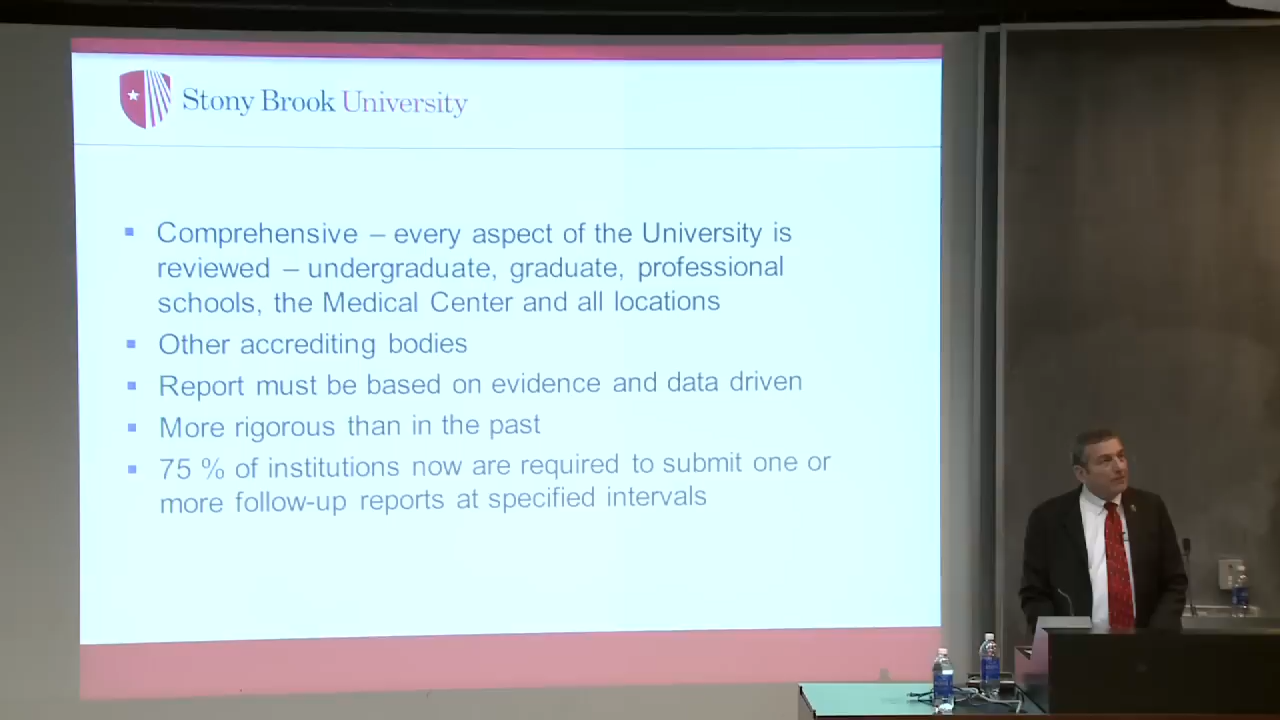 Stony Brook University
▪ Comprehensive – every aspect of the University is
reviewed – undergraduate, graduate, professional
schools, the Medical Center and all locations
▪ Other accrediting bodies
▪ Report must be based on evidence and data driven
▪ More rigorous than in the past
▪ 75 % of institutions now are required to submit one or
more follow-up reports at specified intervals